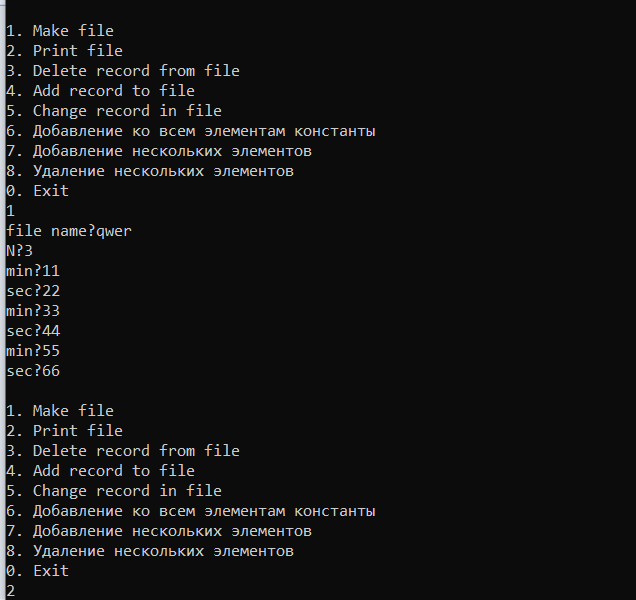 1. Make file
2. Print file
3. Delete record from file
4. Add record to file
5. Change record in file
6. Добавление ко всем элементам константы
7. Добавление нескольких элементов
8. Удаление нескольких элементов
0. Exit
1
file name?qwer
N?3
min?11
sec?22
min?33
sec?44
min?55
sec?66
1. Make file
2. Print file
3. Delete record from file
4. Add record to file
5. Change record in file
6. Добавление ко всем элементам константы
7. Добавление нескольких элементов
8. Удаление нескольких элементов
0. Exit
2